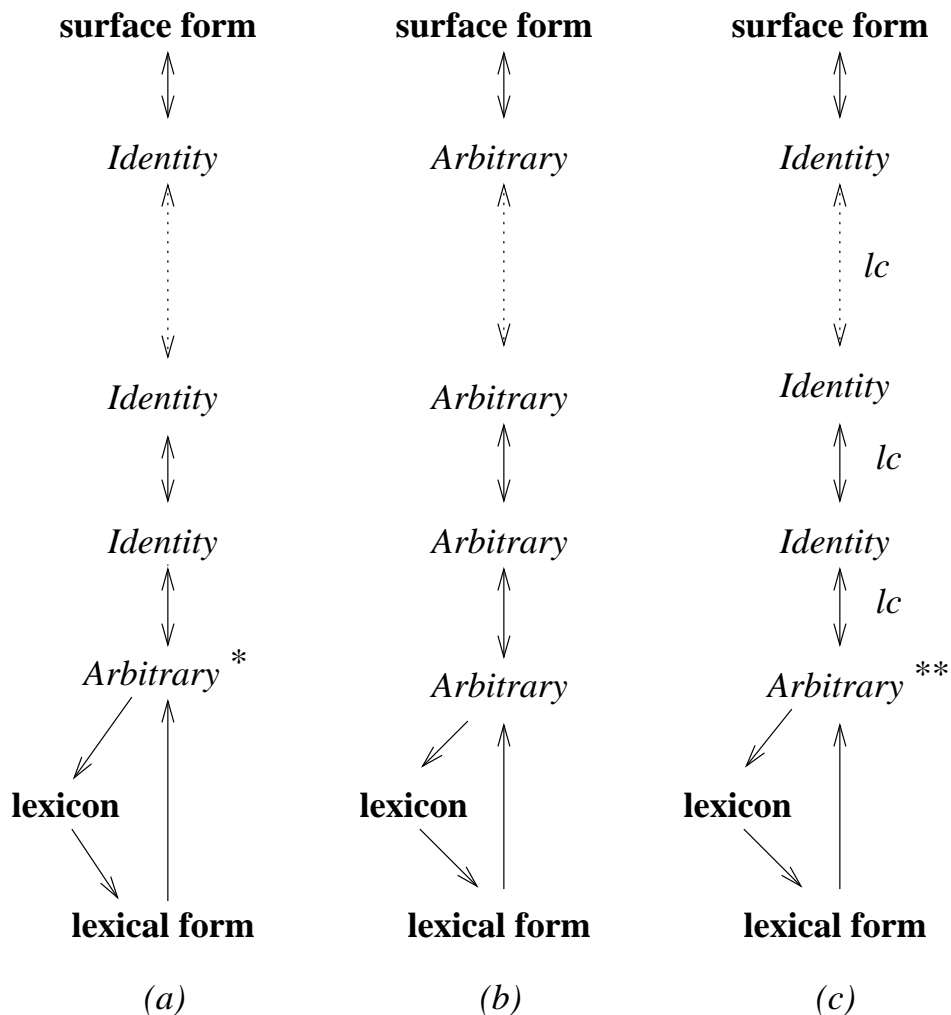 surface form surface form surface form
Identity Arbitrary Identity
lc
Identity Arbitrary Identity
lc
Identity Arbitrary Identity
lc
Arbitrary * Arbitrary Arbitrary **
lexicon lexicon lexicon
lexical form lexical form lexical form
(a) (b) (c)